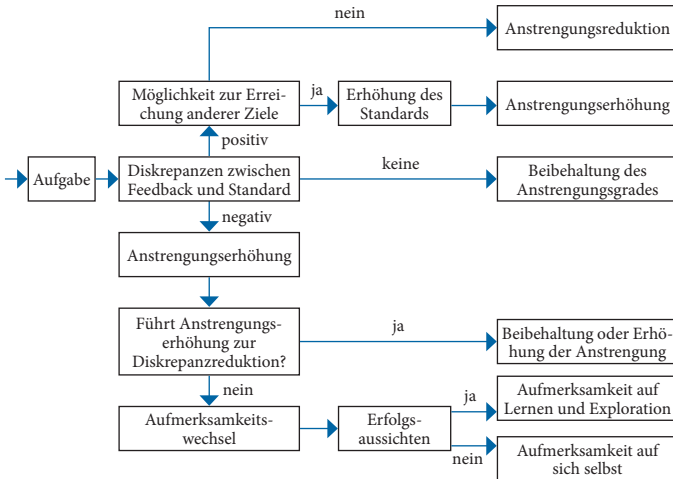 nein
Anstrengungsreduktion
Möglichkeit zur Errei-
chung anderer Ziele
ja
Erhöhung des
Standards
Anstrengungserhöhung
positiv
Aufgabe
Diskrepanzen zwischen
Feedback und Standard
keine
Beibehaltung des
Anstrengungsgrades
negativ
Anstrengungserhöhung
Führt Anstrengungs-
erhöhung zur
Diskrepanzreduktion?
ja
Beibehaltung oder Erhö-
hung der Anstrengung
nein
Aufmerksamkeits-
wechsel
Erfolgs-
aussichten
ja
Aufmerksamkeit auf
Lernen und Exploration
nein
Aufmerksamkeit auf
sich selbst